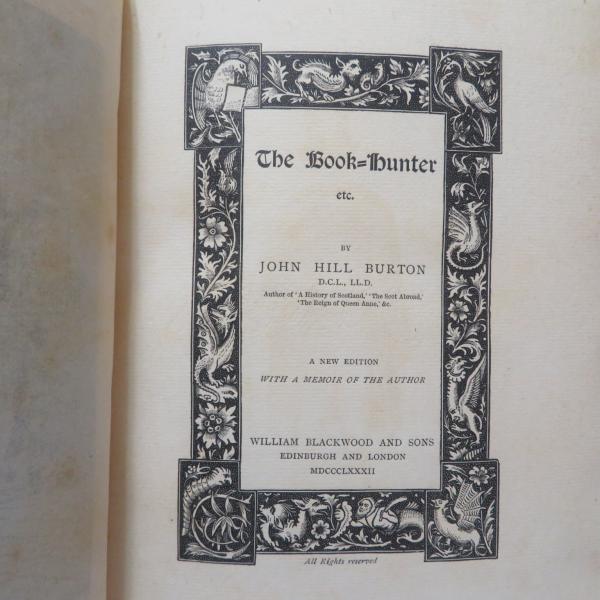 The Book=Hunter
etc.
BY
JOHN HILL BURTON
D.C.L., LL.D.
Author of 'A History of Scotland,' 'The Scot Abroad,'
'The Reign of Queen Anne,' &c.
A NEW EDITION
WITH A MEMOIR OF THE AUTHOR
WILLIAM BLACKWOOD AND SONS
EDINBURGH AND LONDON
MDCCCLXXXII
All Rights reserved